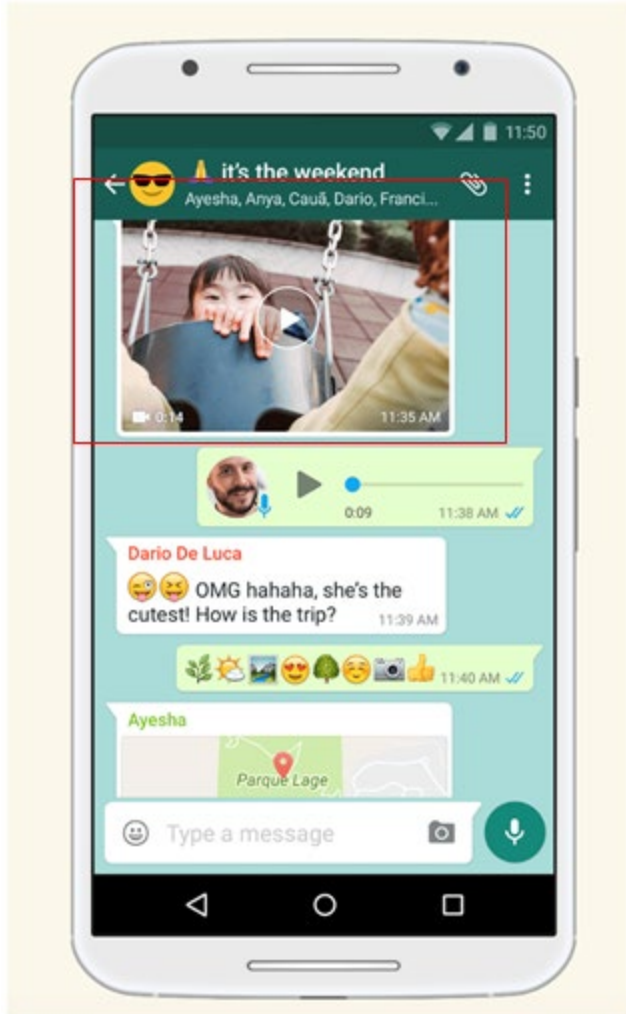 11:50
🙏 it's the weekend
Ayesha, Anya, Cauã, Dario, Franci...
0:14
11:35 AM
0:09
11:38 AM
Dario De Luca
😜😝 OMG hahaha, she's the
cutest! How is the trip?
11:39 AM
🌿🌤️🏞️😍🌳☺️📷👍 11:40 AM
Ayesha
Parque Lage
Type a message